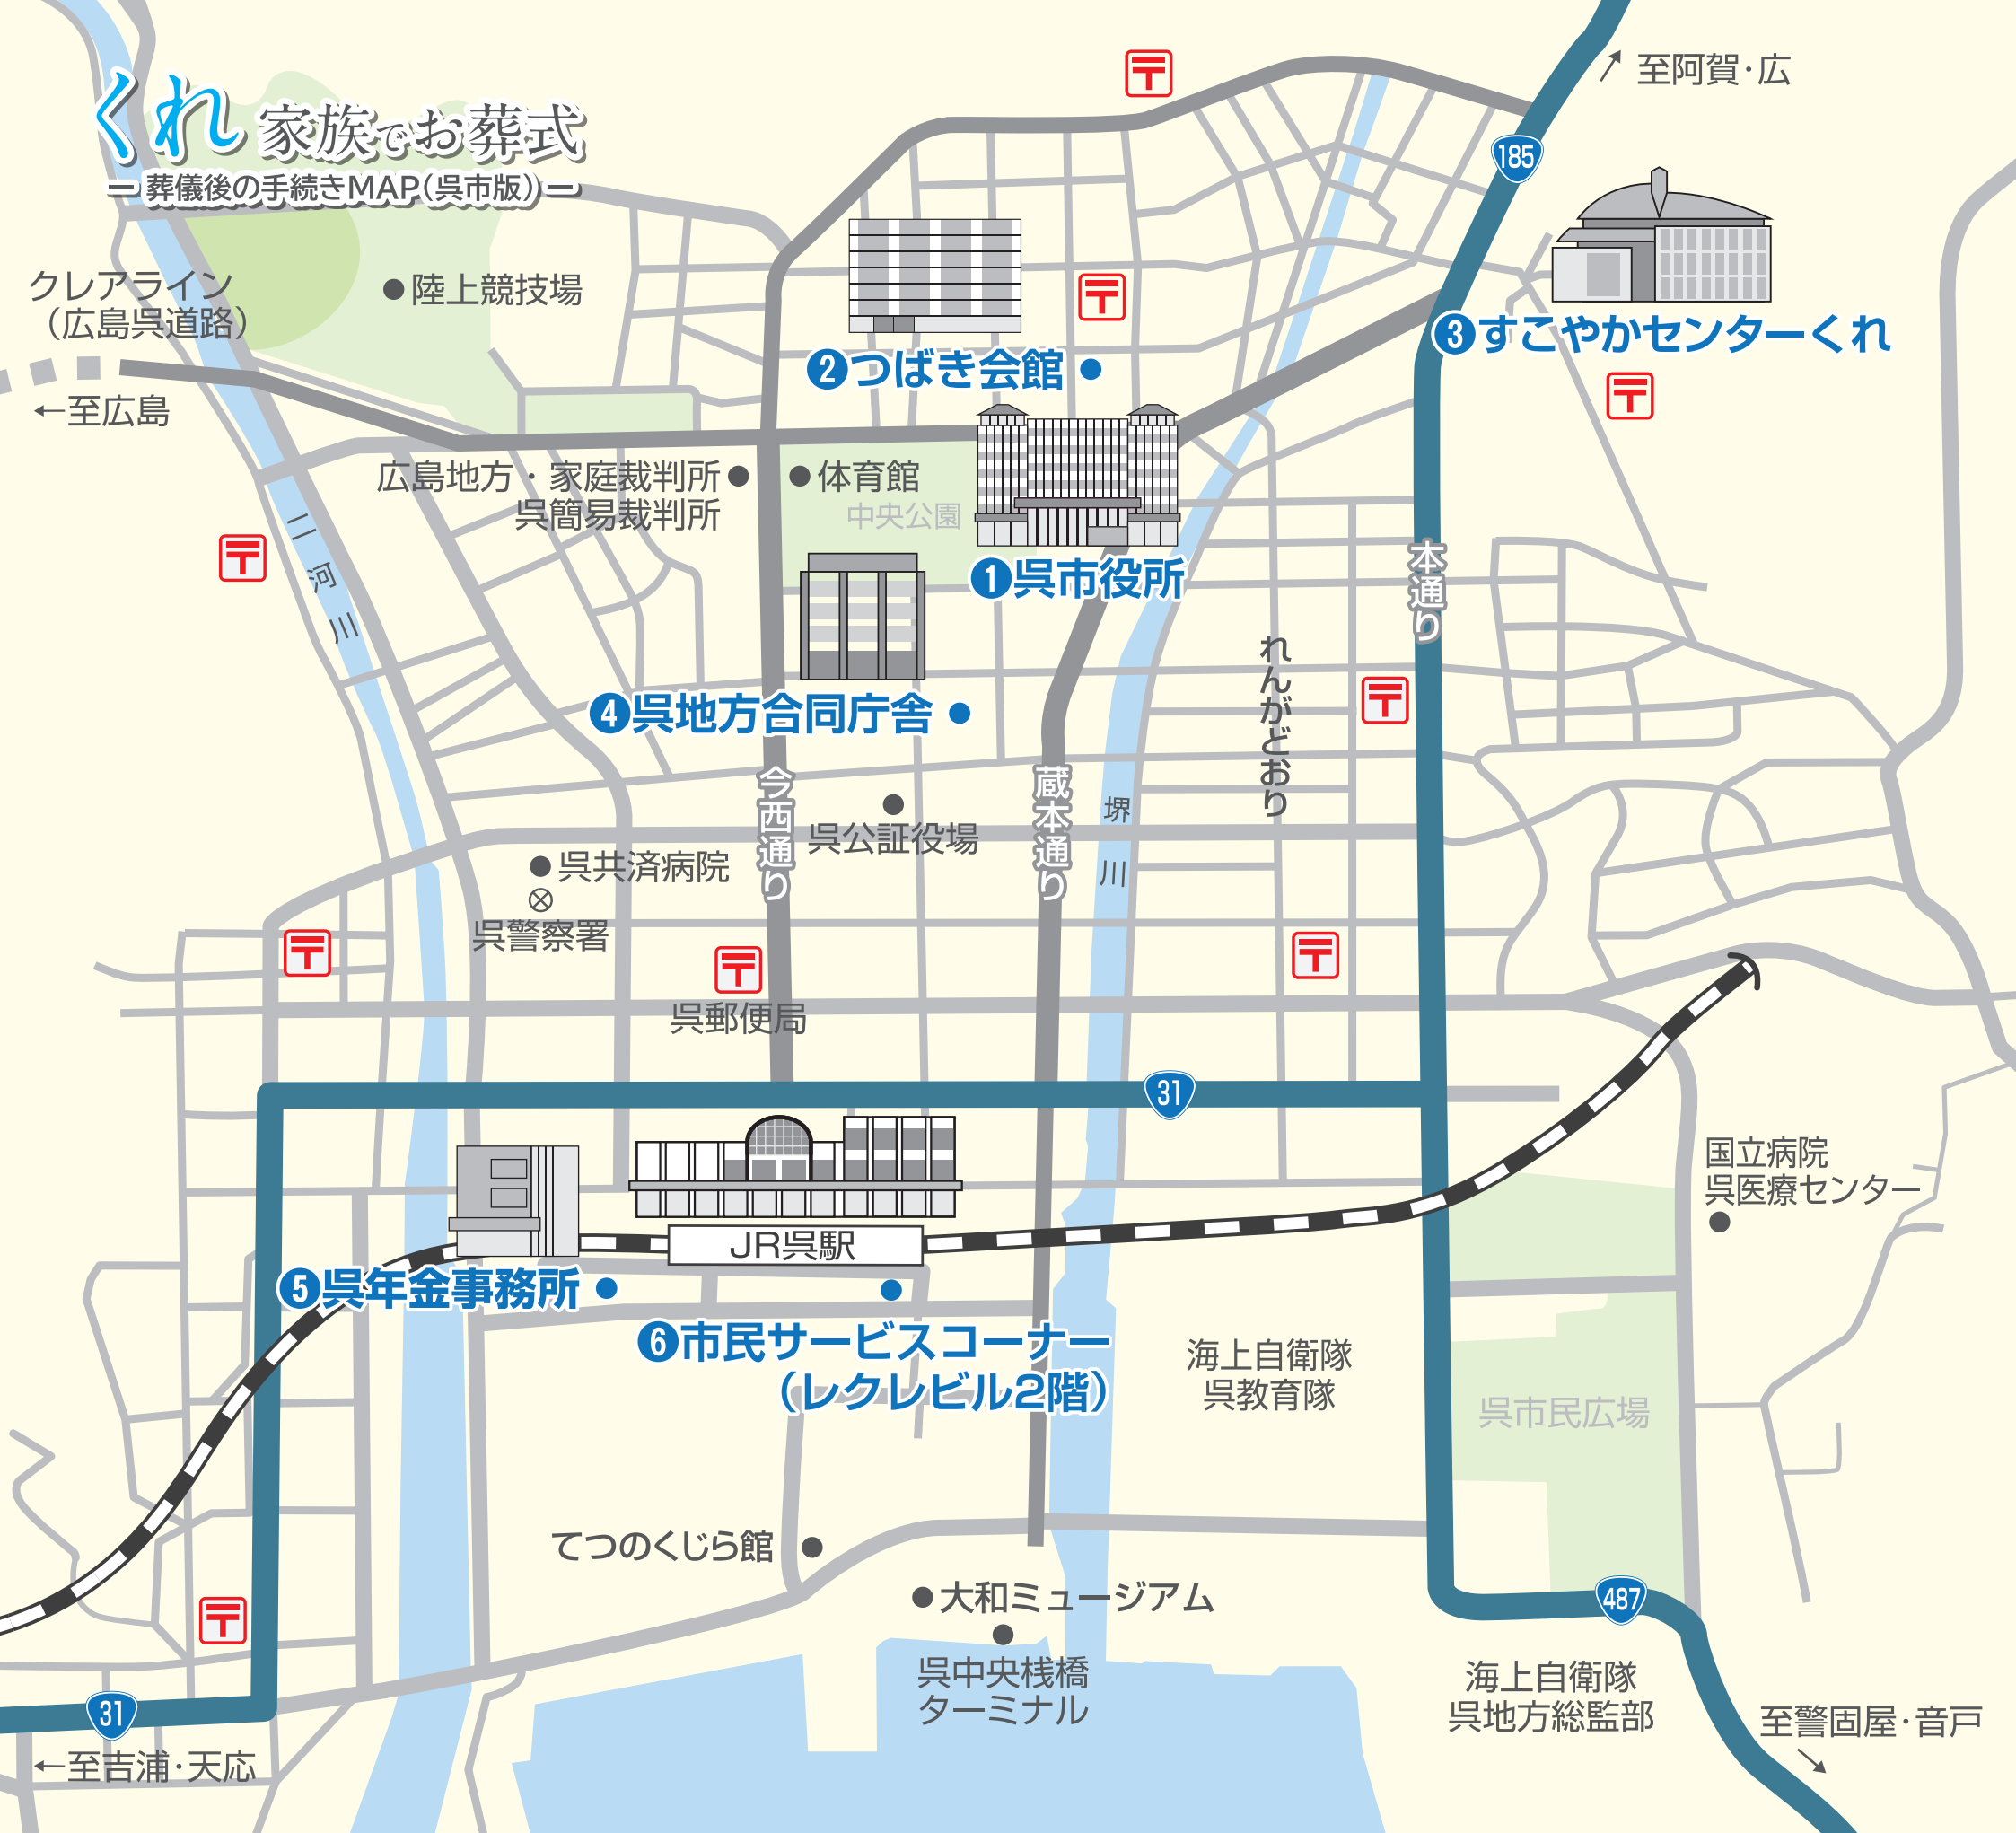 くれ 家族でお葬式
― 葬儀後の手続きMAP(呉市版) ―
至阿賀・広
185
クレアライン
(広島呉道路)
陸上競技場
←至広島
❷つばき会館
❸すこやかセンターくれ
広島地方・家庭裁判所
呉簡易裁判所
体育館
中央公園
❶呉市役所
二河川
本通り
れんがどおり
❹呉地方合同庁舎
今西通り
蔵本通り
堺川
呉公証役場
呉共済病院
呉警察署
呉郵便局
31
国立病院
呉医療センター
JR呉駅
❺呉年金事務所
❻市民サービスコーナー
(レクレビル2階)
海上自衛隊
呉教育隊
呉市民広場
てつのくじら館
大和ミュージアム
呉中央桟橋
ターミナル
487
海上自衛隊
呉地方総監部
至警固屋・音戸
31
←至吉浦・天応